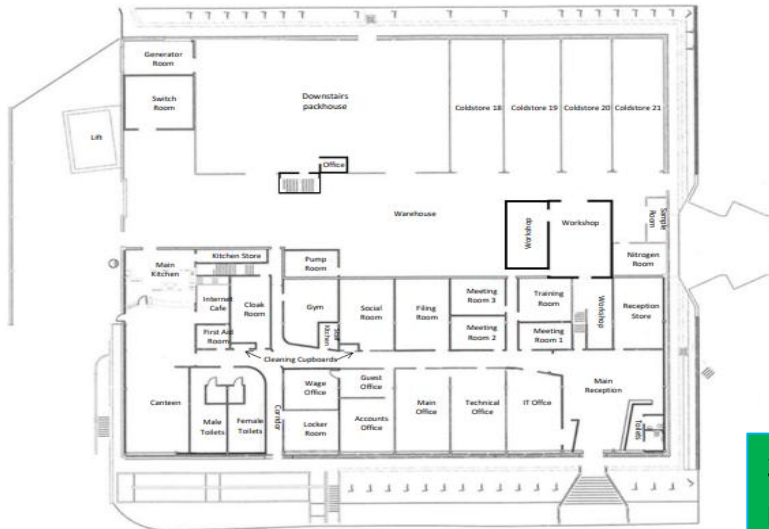 Generator
Room
Switch
Room
Lift
Downstairs
packhouse
Coldstore 18
Coldstore 19
Coldstore 20
Coldstore 21
Office
Warehouse
Workshop
Workshop
Sample
Room
Nitrogen
Room
Main
Kitchen
Kitchen Store
Pump
Room
Internet
Cafe
Cloak
Room
First Aid
Room
Gym
Kitchen
Social
Room
Filing
Room
Meeting
Room 3
Meeting
Room 2
Training
Room
Meeting
Room 1
Workshop
Reception
Store
Cleaning Cupboards
Canteen
Male
Toilets
Female
Toilets
Corridor
Wage
Office
Locker
Room
Guest
Office
Accounts
Office
Main
Office
Technical
Office
IT Offce
Main
Reception
Toilets